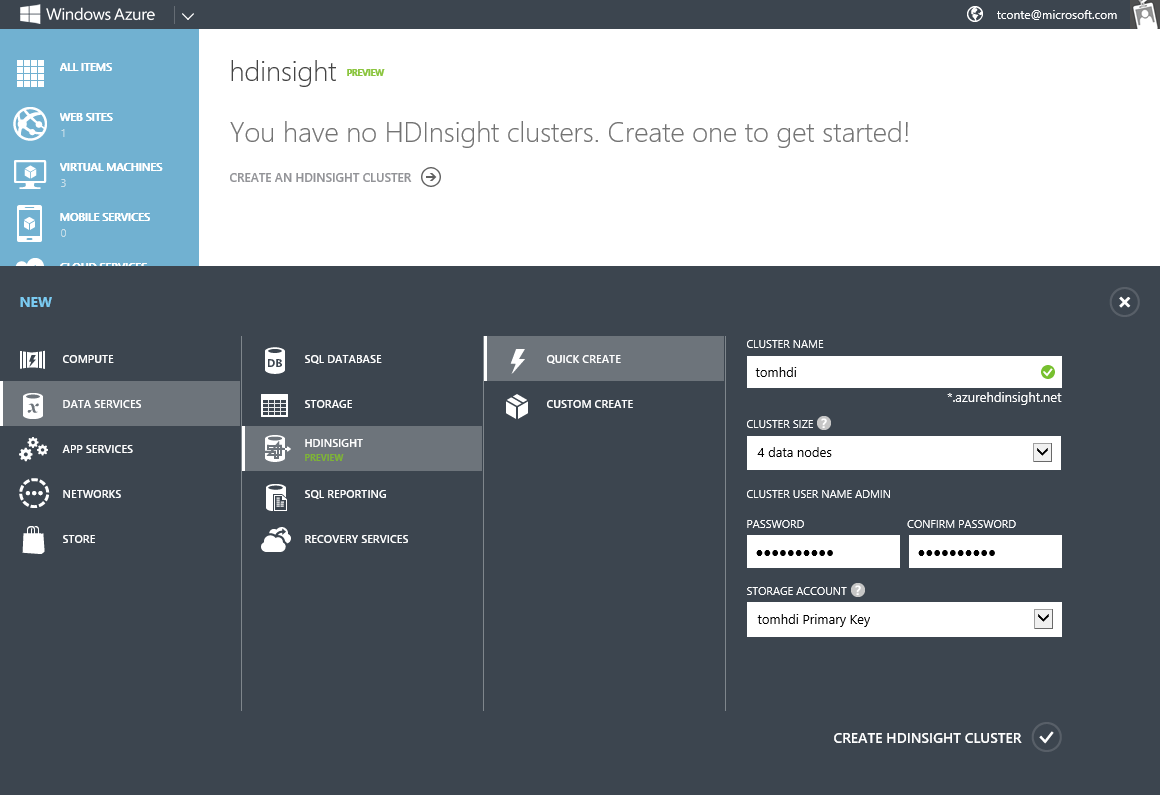 Windows Azure
tconte@microsoft.com
ALL ITEMS
WEB SITES
1
VIRTUAL MACHINES
3
MOBILE SERVICES
0
CLOUD SERVICES
hdinsight PREVIEW
You have no HDInsight clusters. Create one to get started!
CREATE AN HDINSIGHT CLUSTER
NEW
COMPUTE
DATA SERVICES
APP SERVICES
NETWORKS
STORE
DB
SQL DATABASE
STORAGE
HDINSIGHT
PREVIEW
SQL REPORTING
RECOVERY SERVICES
QUICK CREATE
CUSTOM CREATE
CLUSTER NAME
tomhdi
*.azurehdinsight.net
CLUSTER SIZE ?
4 data nodes
CLUSTER USER NAME ADMIN
PASSWORD CONFIRM PASSWORD
●●●●●●●●●● ●●●●●●●●●●
STORAGE ACCOUNT ?
tomhdi Primary Key
CREATE HDINSIGHT CLUSTER